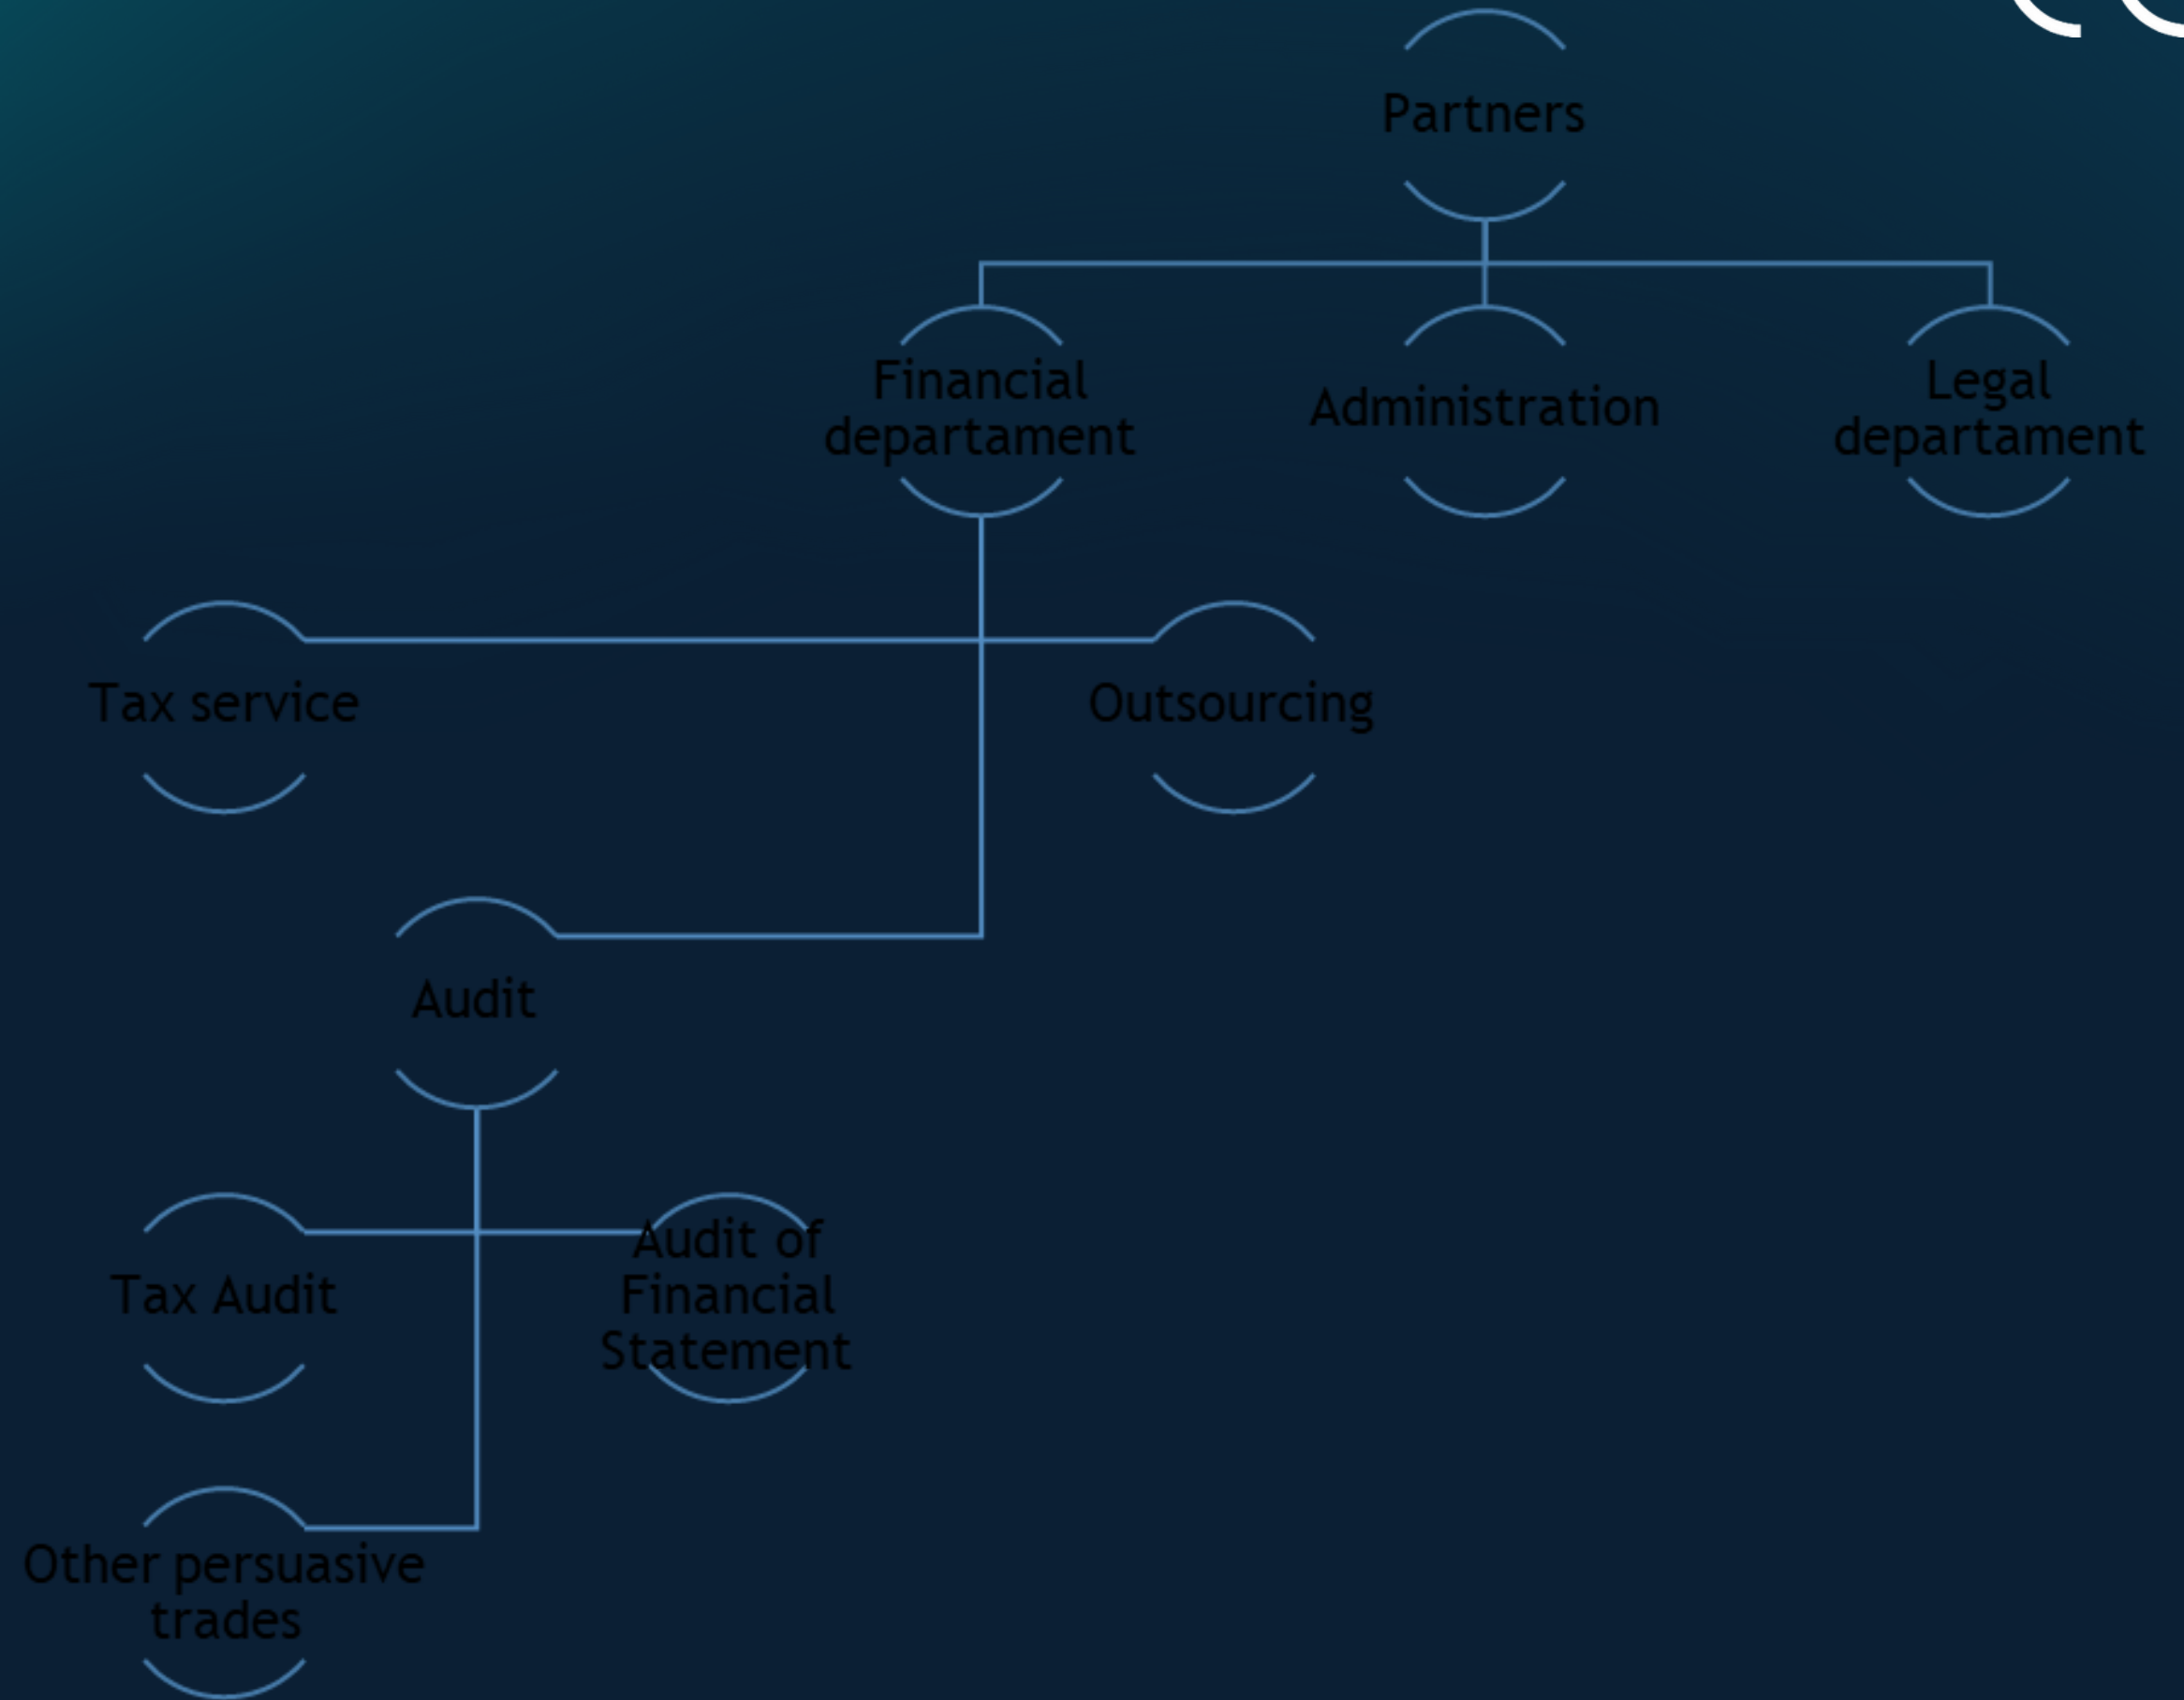 Partners
Financial
departament
Administration
Legal
departament
Tax service
Outsourcing
Audit
Tax Audit
Audit of
Financial
Statement
Other persuasive
trades